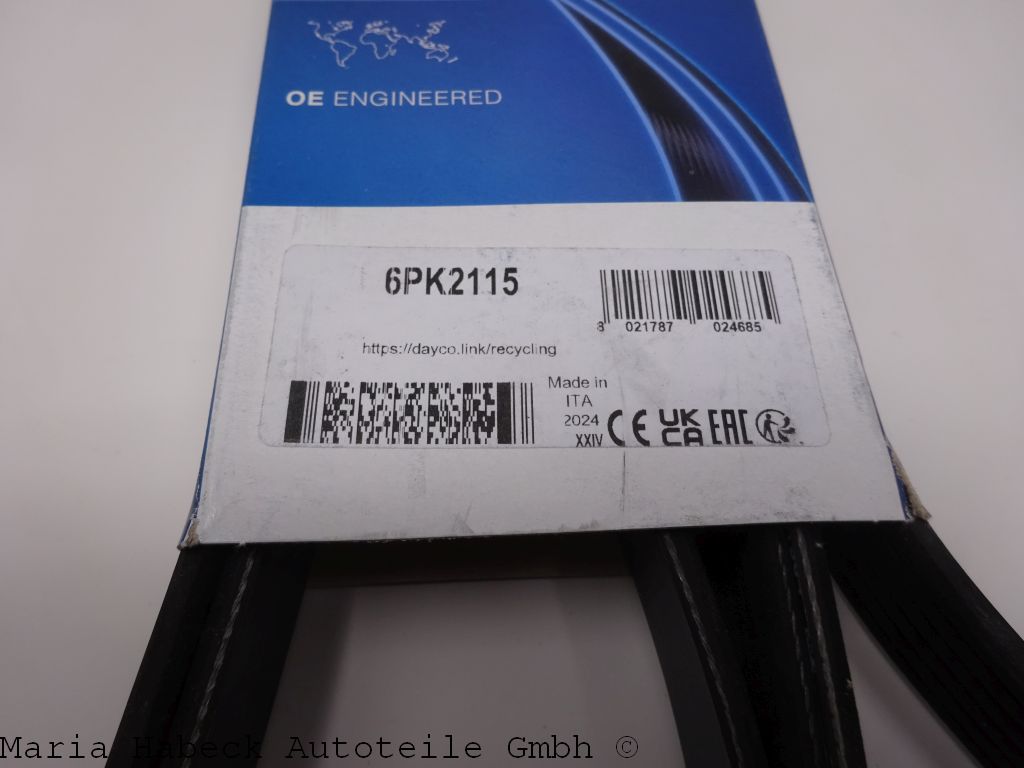 OE ENGINEERED
6PK2115
8 021787 024685
https://dayco.link/recycling
Made in
ITA
2024
XXIV
CE UK CA EAC
Maria Habeck Autoteile Gmbh ©